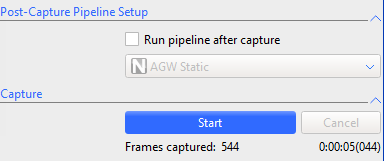 Post-Capture Pipeline Setup
Run pipeline after capture
N AGW Static
Capture
Start Cancel
Frames captured: 544 0:00:05(044)